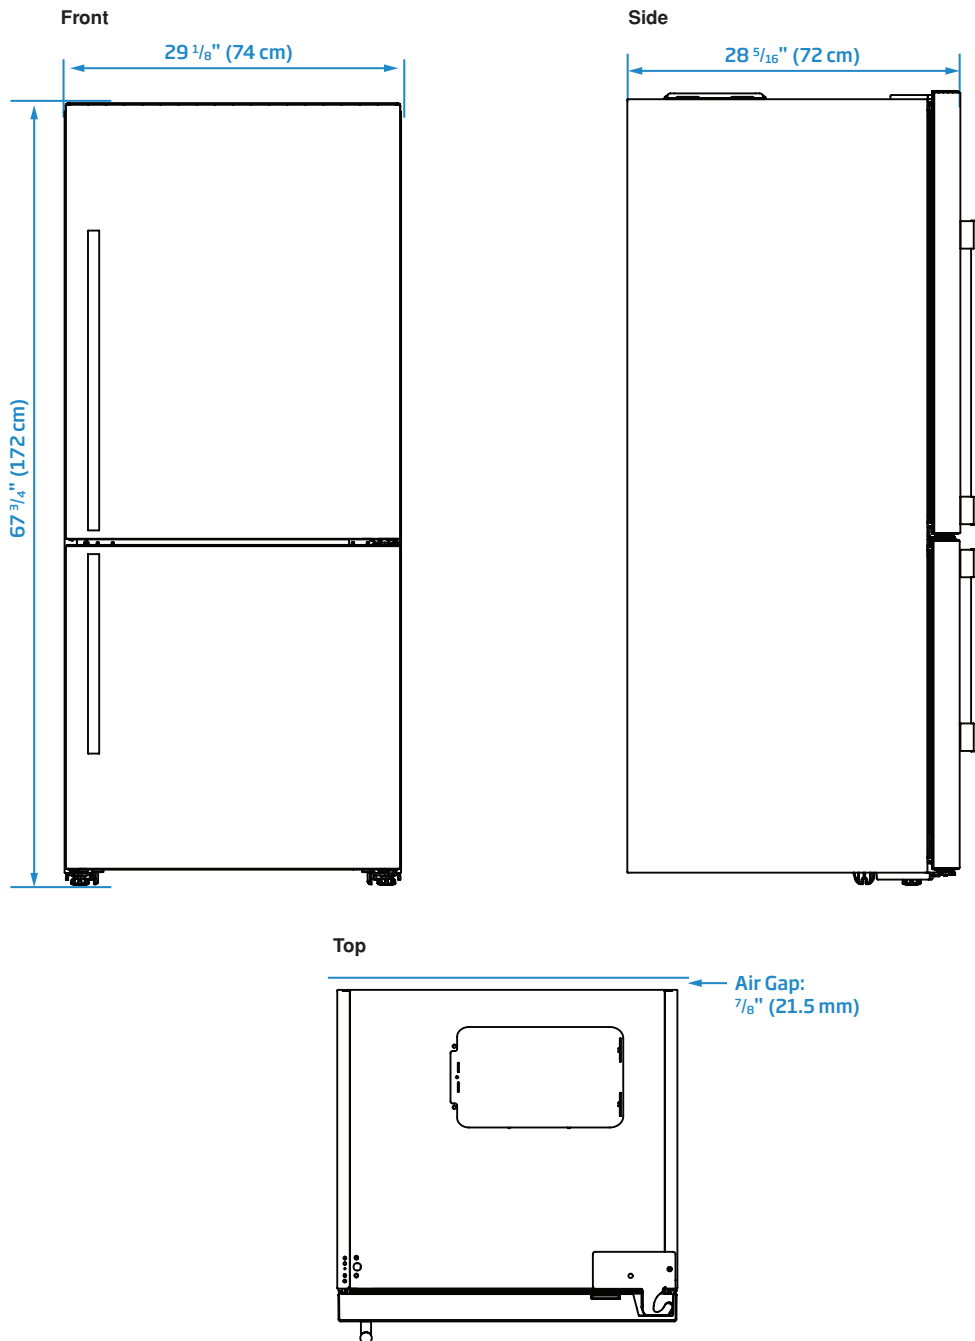 Front
Side
29 1/8" (74 cm)
28 5/16" (72 cm)
67 3/4" (172 cm)
Top
Air Gap:
7/8" (21.5 mm)